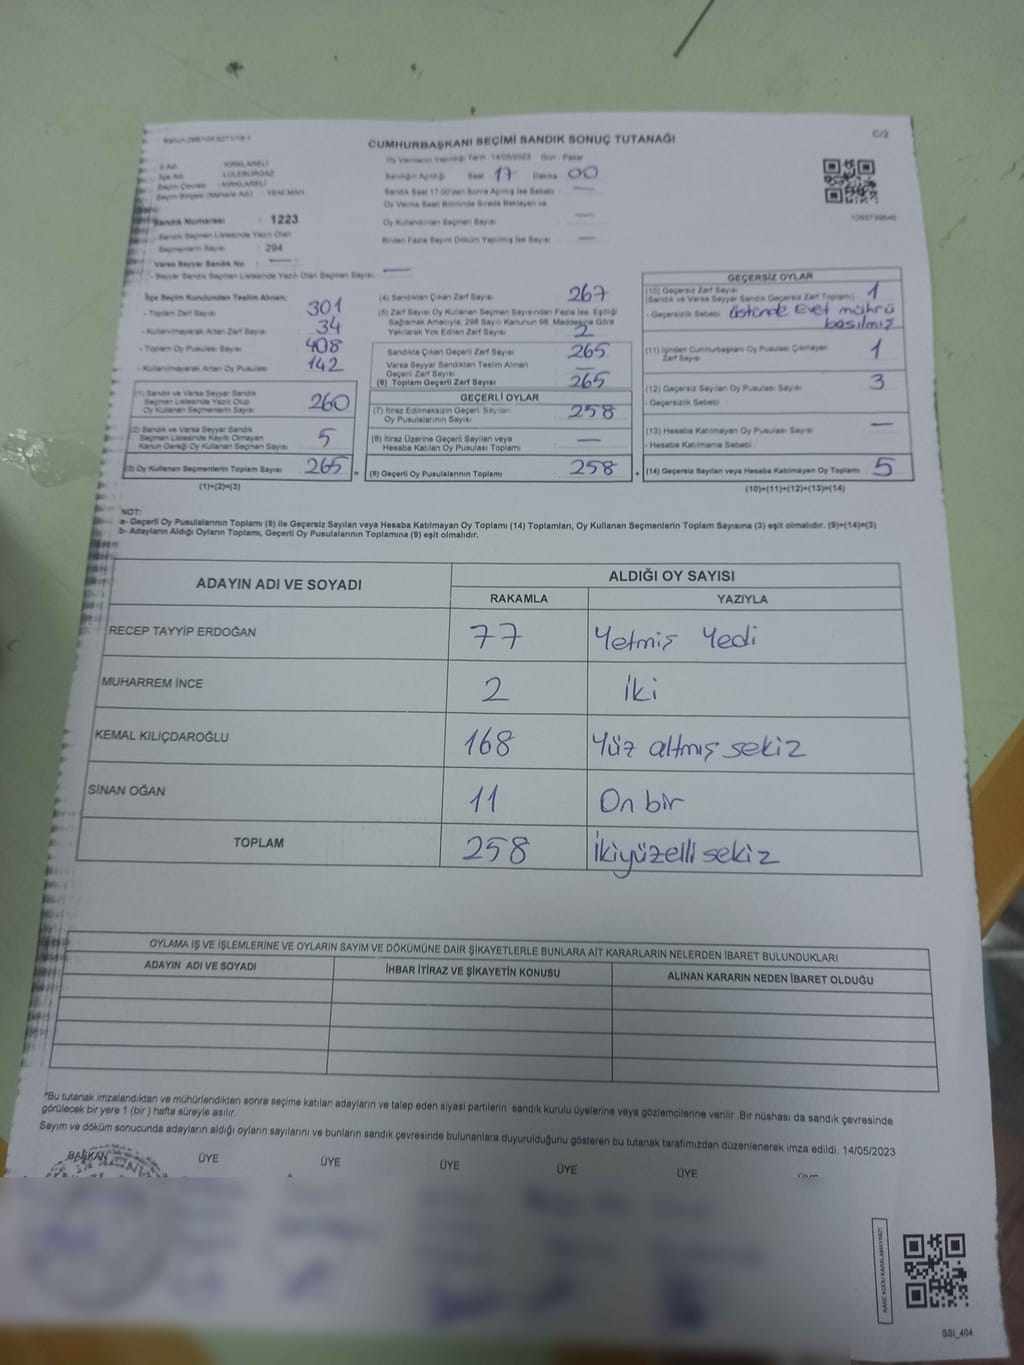 Kanun:298/105.6271/19-1
C/2
CUMHURBAŞKANI SEÇİMİ SANDIK SONUÇ TUTANAĞI
Oy Vermenin Yapıldığı Tarih : 14/05/2023 Gün : Pazar
İl Adı : KIRKLARELİ
İlçe Adı : LÜLEBURGAZ
Seçim Çevresi : KIRKLARELİ
Seçim Bölgesi (Mahalle Adı) : YENİ MAH
Sandığın Açıldığı Saat 17 Dakika 00
Sandık Saat 17:00'den Sonra Açılmış İse Sebebi : —
Oy Verme Saati Bitiminde Sırada Bekleyen ve
Oy Kullandırılan Seçmen Sayısı : —
Birden Fazla Sayım Döküm Yapılmış İse Sayısı : —
Sandık Numarası : 1223
Sandık Seçmen Listesinde Yazılı Olan
Seçmenlerin Sayısı : 294
Varsa Seyyar Sandık No : —
- Seyyar Sandık Seçmen Listesinde Yazılı Olan Seçmen Sayısı: —
İlçe Seçim Kurulundan Teslim Alınan;
- Toplam Zarf Sayısı : 301
- Kullanılmayarak Artan Zarf Sayısı : 34
- Toplam Oy Pusulası Sayısı : 408
- Kullanılmayarak Artan Oy Pusulası : 142
(1) Sandık ve Varsa Seyyar Sandık
Seçmen Listesinde Yazılı Olup
Oy Kullanan Seçmenlerin Sayısı : 260
(2) Sandık ve Varsa Seyyar Sandık
Seçmen Listesinde Kayıtlı Olmayan
Kanun Gereği Oy Kullanan Seçmen Sayısı : 5
(3) Oy Kullanan Seçmenlerin Toplam Sayısı : 265
(1)+(2)=(3)
(4) Sandıktan Çıkan Zarf Sayısı : 267
(5) Zarf Sayısı Oy Kullanan Seçmen Sayısından Fazla İse, Eşitliği
Sağlamak Amacıyla, 298 Sayılı Kanunun 98. Maddesine Göre
Yakılarak Yok Edilen Zarf Sayısı : 2
Sandıkta Çıkan Geçerli Zarf Sayısı : 265
Varsa Seyyar Sandıktan Teslim Alınan
Geçerli Zarf Sayısı : —
(6) Toplam Geçerli Zarf Sayısı : 265
GEÇERLİ OYLAR
(7) İtiraz Edilmeksizin Geçerli Sayılan
Oy Pusulalarının Sayısı : 258
(8) İtiraz Üzerine Geçerli Sayılan veya
Hesaba Katılan Oy Pusulası Toplamı : —
(9) Geçerli Oy Pusulalarının Toplamı : 258
GEÇERSİZ OYLAR
(10) Geçersiz Zarf Sayısı
(Sandık ve Varsa Seyyar Sandık Geçersiz Zarf Toplamı) : 1
- Geçersizlik Sebebi : Üstünde Evet mührü
basılmış
(11) İçinden Cumhurbaşkanı Oy Pusulası Çıkmayan
Zarf Sayısı : 1
(12) Geçersiz Sayılan Oy Pusulası Sayısı : 3
- Geçersizlik Sebebi :
(13) Hesaba Katılmayan Oy Pusulası Sayısı : —
- Hesaba Katılmama Sebebi :
(14) Geçersiz Sayılan veya Hesaba Katılmayan Oy Toplamı : 5
(10)+(11)+(12)+(13)=(14)
NOT:
a- Geçerli Oy Pusulalarının Toplamı (9) ile Geçersiz Sayılan veya Hesaba Katılmayan Oy Toplamı (14) Toplamları, Oy Kullanan Seçmenlerin Toplam Sayısına (3) eşit olmalıdır. (9)+(14)=(3)
b- Adayların Aldığı Oyların Toplamı, Geçerli Oy Pusulalarının Toplamına (9) eşit olmalıdır.
ADAYIN ADI VE SOYADI
ALDIĞI OY SAYISI
RAKAMLA YAZIYLA
RECEP TAYYİP ERDOĞAN 77 Yetmiş Yedi
MUHARREM İNCE 2 İki
KEMAL KILIÇDAROĞLU 168 Yüz altmış sekiz
SİNAN OĞAN 11 On bir
TOPLAM 258 İkiyüzelli sekiz
OYLAMA İŞ VE İŞLEMLERİNE VE OYLARIN SAYIM VE DÖKÜMÜNE DAİR ŞİKAYETLERLE BUNLARA AİT KARARLARIN NELERDEN İBARET BULUNDUKLARI
ADAYIN ADI VE SOYADI İHBAR İTİRAZ VE ŞİKAYETİN KONUSU ALINAN KARARIN NEDEN İBARET OLDUĞU
*Bu tutanak imzalandıktan ve mühürlendikten sonra seçime katılan adayların ve talep eden siyasi partilerin sandık kurulu üyelerine veya gözlemcilerine verilir. Bir nüshası da sandık çevresinde
görülecek bir yere 1 (bir ) hafta süreyle asılır.
Sayım ve döküm sonucunda adayların aldığı oyların sayılarını ve bunların sandık çevresinde bulunanlara duyurulduğunu gösteren bu tutanak tarafımızdan düzenlenerek imza edildi. 14/05/2023
BAŞKAN ÜYE ÜYE ÜYE ÜYE ÜYE ÜYE
KARE KODU KARALAMAYINIZ!
SSI_404